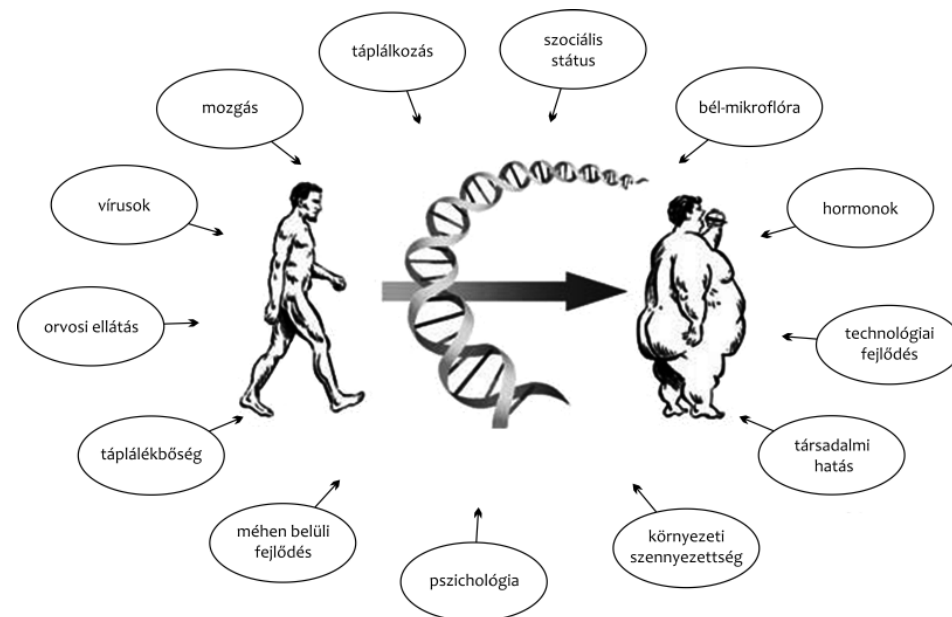 táplálkozás
szociális
státus
mozgás
bél-mikroflóra
vírusok
hormonok
orvosi ellátás
technológiai
fejlődés
táplálékbőség
társadalmi
hatás
méhen belüli
fejlődés
környezeti
szennyezettség
pszichológia